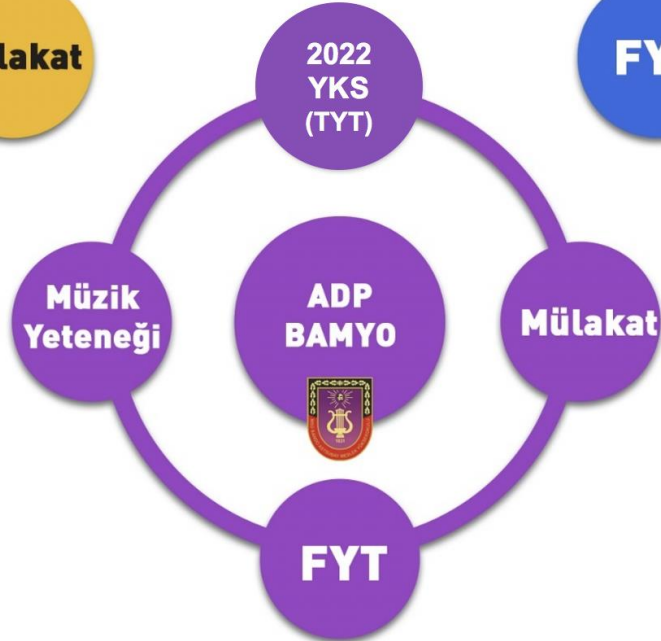 lakat
FY
2022
YKS
(TYT)
Müzik
Yeteneği
ADP
BAMYO
Mülakat
FYT